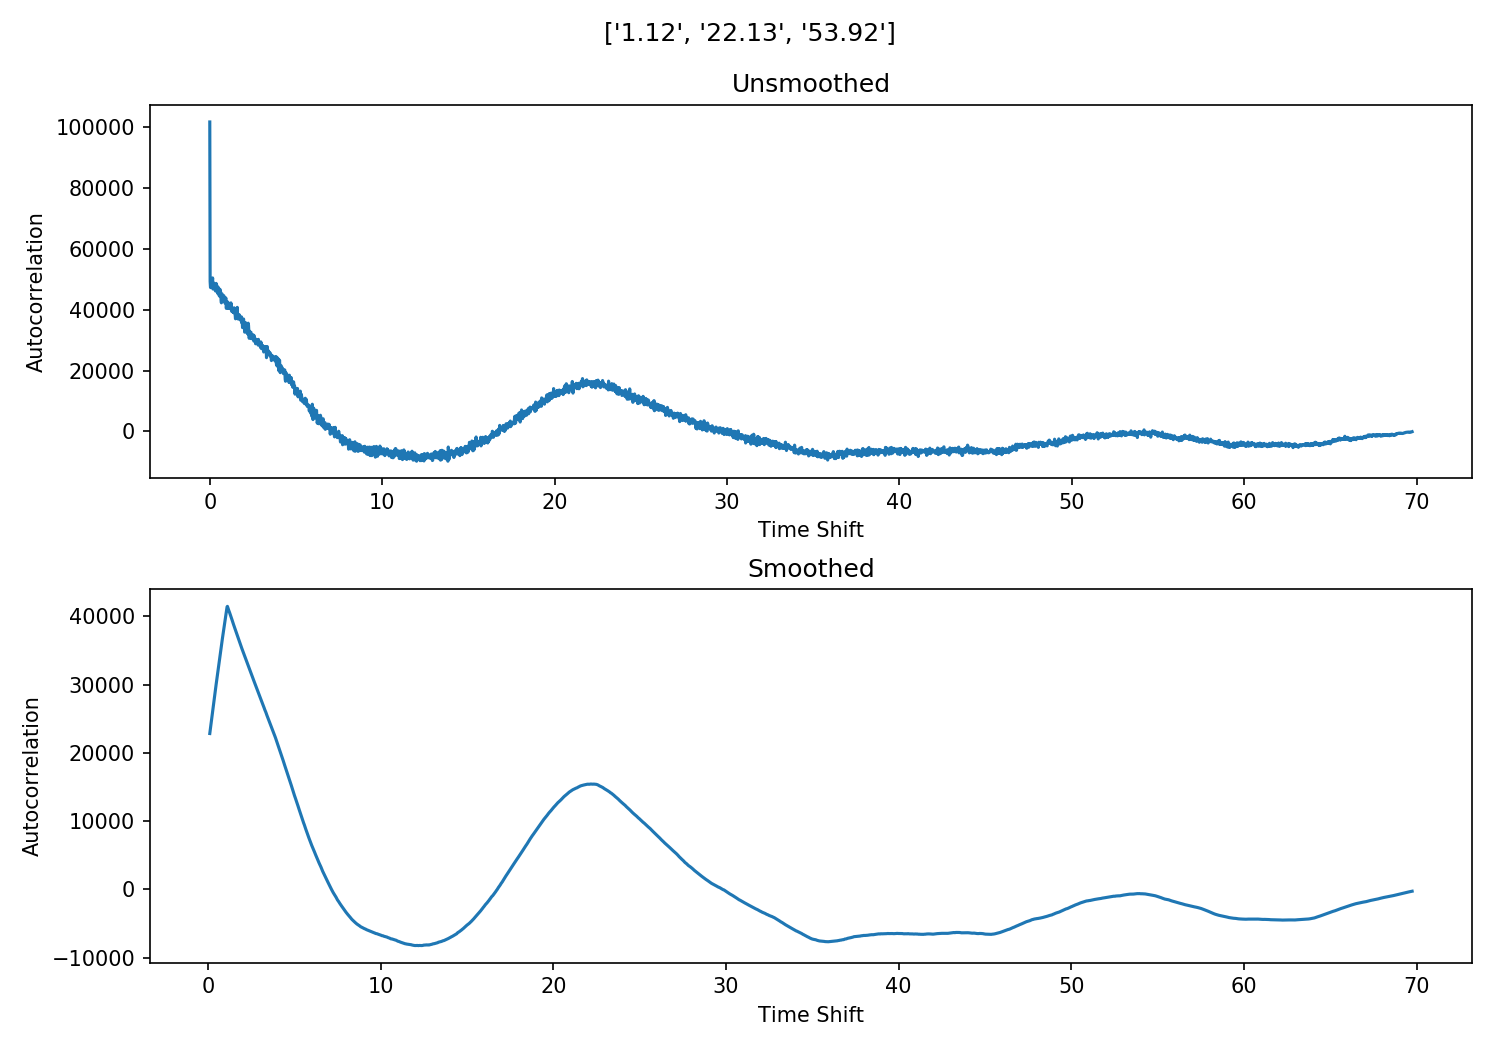 ['1.12', '22.13', '53.92']
Unsmoothed
100000
80000
60000
40000
20000
0
Autocorrelation
0 10 20 30 40 50 60 70
Time Shift
Smoothed
40000
30000
20000
10000
0
−10000
Autocorrelation
0 10 20 30 40 50 60 70
Time Shift